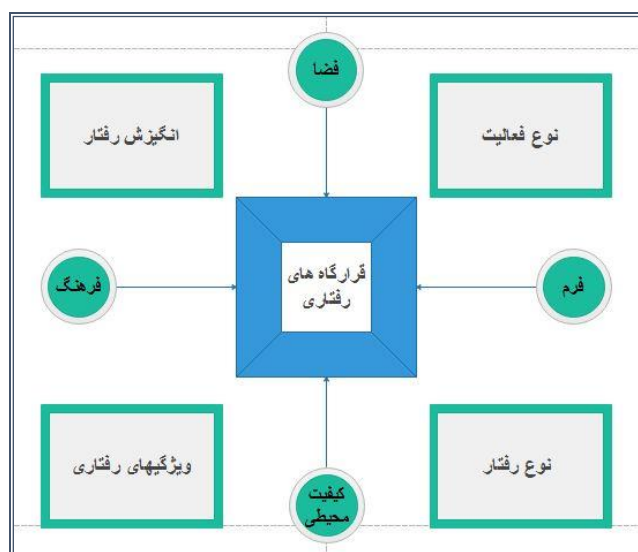 فضا
نوع فعالیت
انگیزش رفتار
قرارگاه های
رفتاری
فرم
فرهنگ
نوع رفتار
ویژگیهای رفتاری
کیفیت
محیطی